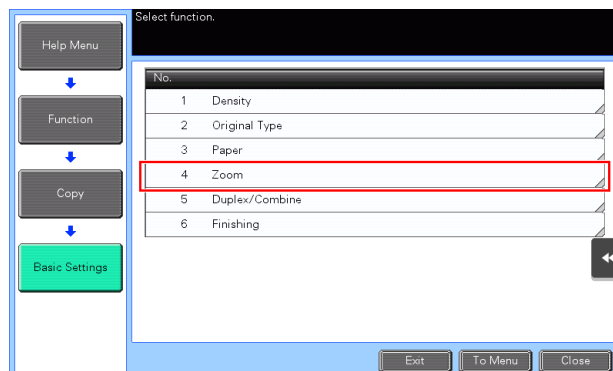 Select function.
Help Menu
Function
Copy
Basic Settings
No.
1 Density
2 Original Type
3 Paper
4 Zoom
5 Duplex/Combine
6 Finishing
Exit To Menu Close